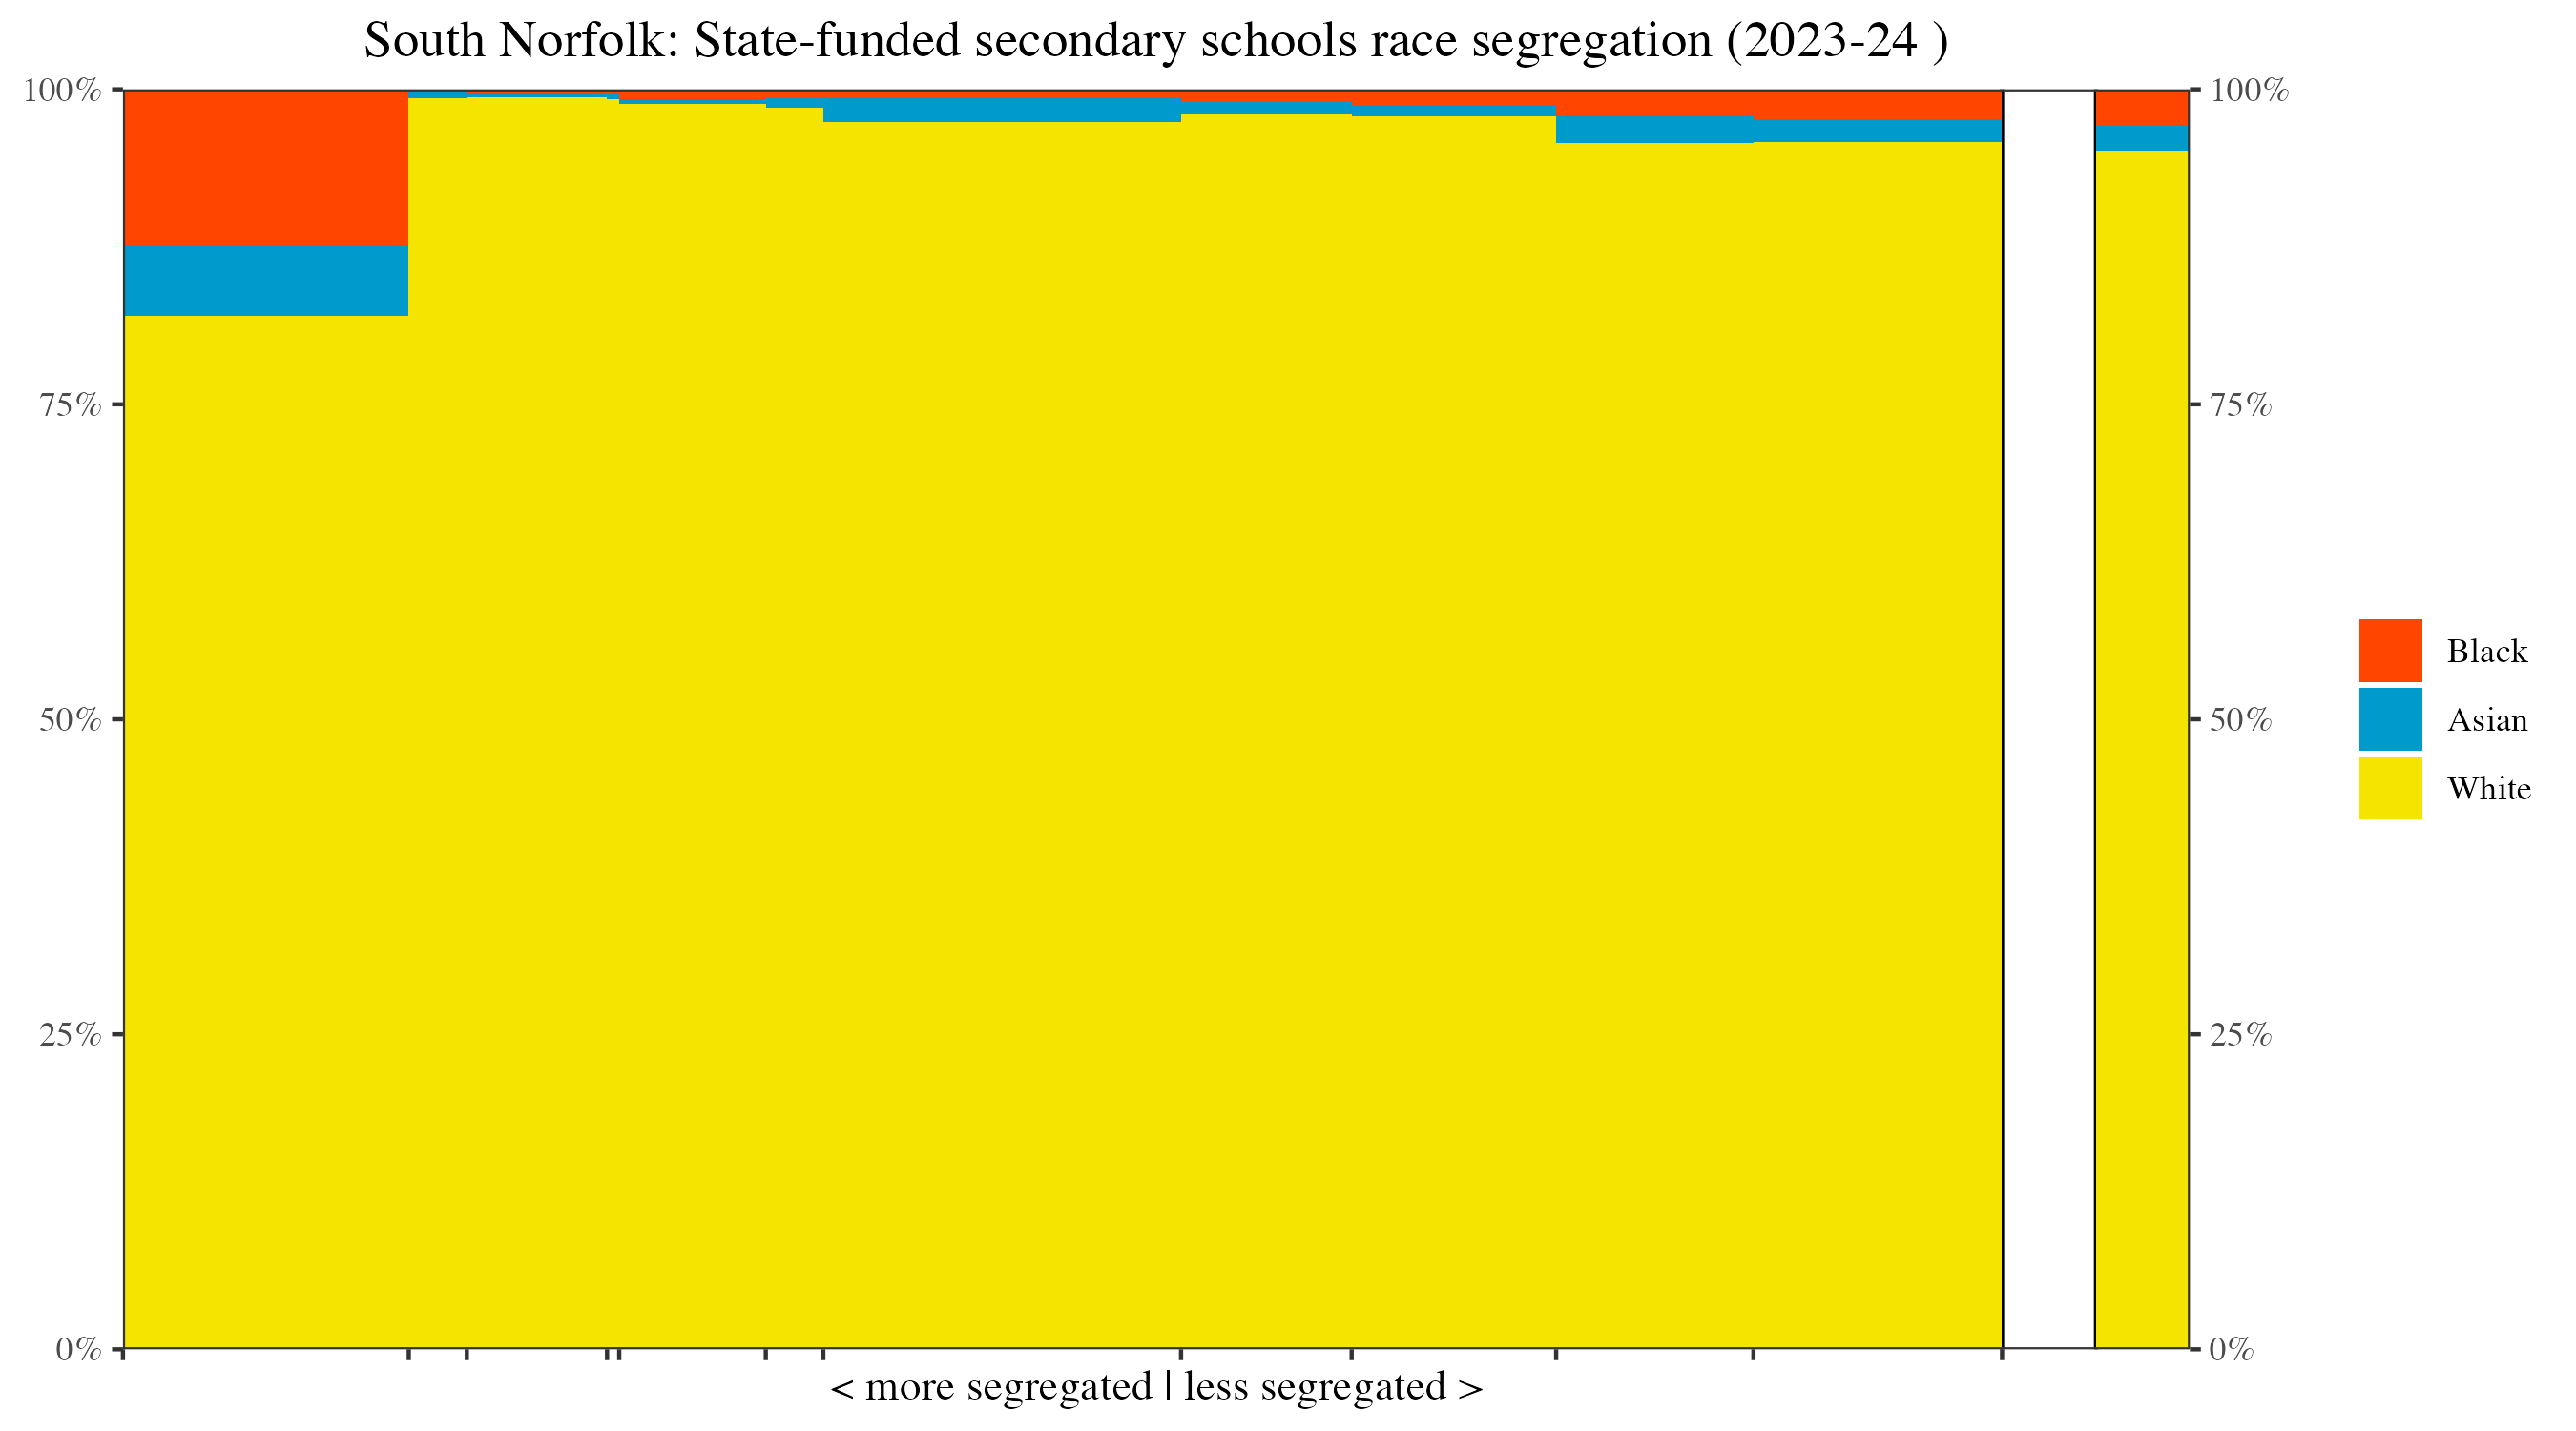 South Norfolk: State-funded secondary schools race segregation (2023-24 )
100%
75%
50%
25%
0%
100%
75%
50%
25%
0%
Black
Asian
White
< more segregated | less segregated >